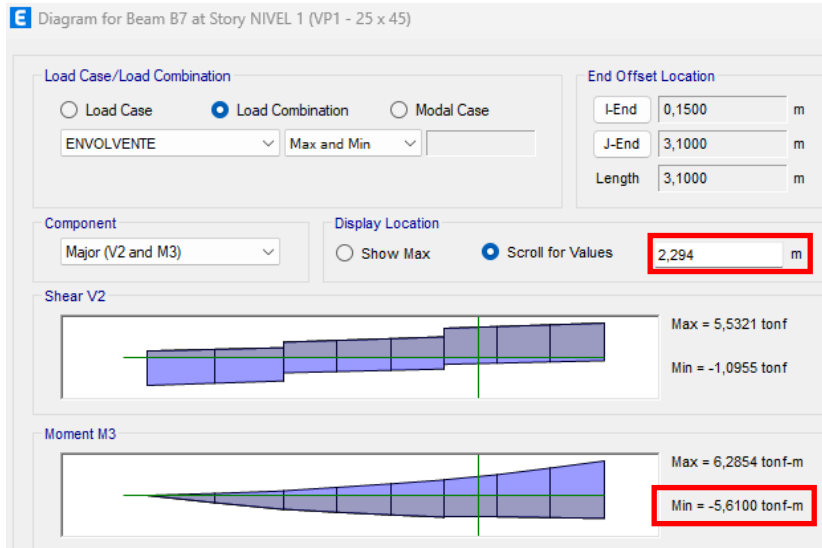 E Diagram for Beam B7 at Story NIVEL 1 (VP1 - 25 x 45)
Load Case/Load Combination
Load Case Load Combination Modal Case
ENVOLVENTE Max and Min
End Offset Location
I-End 0,1500 m
J-End 3,1000 m
Length 3,1000 m
Component
Major (V2 and M3)
Display Location
Show Max Scroll for Values 2,294 m
Shear V2
Max = 5,5321 tonf
Min = -1,0955 tonf
Moment M3
Max = 6,2854 tonf-m
Min = -5,6100 tonf-m